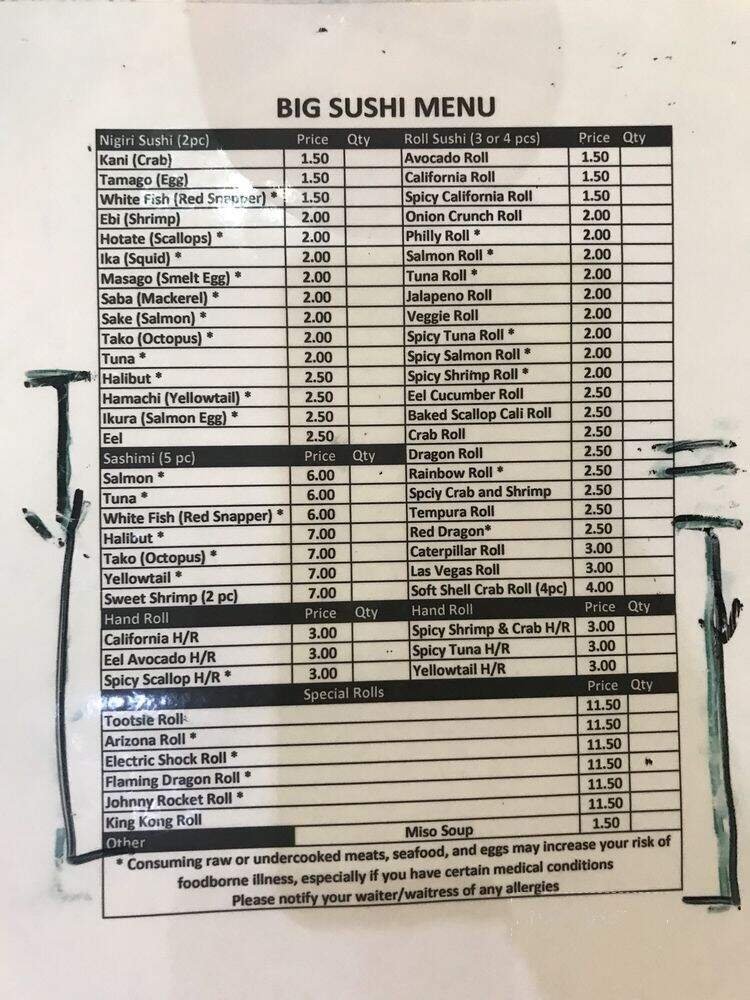 BIG SUSHI MENU
Nigiri Sushi (2pc) Price Qty Roll Sushi (3 or 4 pcs) Price Qty
Kani (Crab) 1.50 Avocado Roll 1.50
Tamago (Egg) 1.50 California Roll 1.50
White Fish (Red Snapper) * 1.50 Spicy California Roll 1.50
Ebi (Shrimp) 2.00 Onion Crunch Roll 2.00
Hotate (Scallops) * 2.00 Philly Roll * 2.00
Ika (Squid) * 2.00 Salmon Roll * 2.00
Masago (Smelt Egg) * 2.00 Tuna Roll * 2.00
Saba (Mackerel) * 2.00 Jalapeno Roll 2.00
Sake (Salmon) * 2.00 Veggie Roll 2.00
Tako (Octopus) * 2.00 Spicy Tuna Roll * 2.00
Tuna * 2.00 Spicy Salmon Roll * 2.00
Halibut * 2.50 Spicy Shrimp Roll * 2.00
Hamachi (Yellowtail) * 2.50 Eel Cucumber Roll 2.50
Ikura (Salmon Egg) * 2.50 Baked Scallop Cali Roll 2.50
Eel 2.50 Crab Roll 2.50
Sashimi (5 pc) Price Qty Dragon Roll 2.50
Salmon * 6.00 Rainbow Roll * 2.50
Tuna * 6.00 Spciy Crab and Shrimp 2.50
White Fish (Red Snapper) * 6.00 Tempura Roll 2.50
Halibut * 7.00 Red Dragon* 2.50
Tako (Octopus) * 7.00 Caterpillar Roll 3.00
Yellowtail * 7.00 Las Vegas Roll 3.00
Sweet Shrimp (2 pc) 7.00 Soft Shell Crab Roll (4pc) 4.00
Hand Roll Price Qty Hand Roll Price Qty
California H/R 3.00 Spicy Shrimp & Crab H/R 3.00
Eel Avocado H/R 3.00 Spicy Tuna H/R 3.00
Spicy Scallop H/R * 3.00 Yellowtail H/R 3.00
Special Rolls Price Qty
Tootsie Roll 11.50
Arizona Roll * 11.50
Electric Shock Roll * 11.50
Flaming Dragon Roll * 11.50
Johnny Rocket Roll * 11.50
King Kong Roll 11.50
Other Miso Soup 1.50
* Consuming raw or undercooked meats, seafood, and eggs may increase your risk of
foodborne illness, especially if you have certain medical conditions
Please notify your waiter/waitress of any allergies